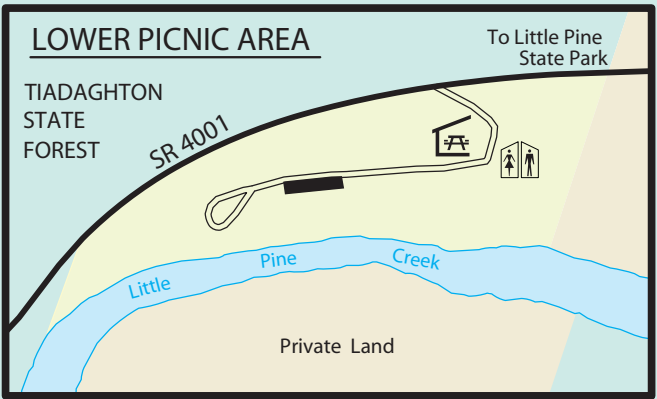 LOWER PICNIC AREA
To Little Pine
State Park
TIADAGHTON
STATE
FOREST
SR 4001
Little Pine Creek
Private Land